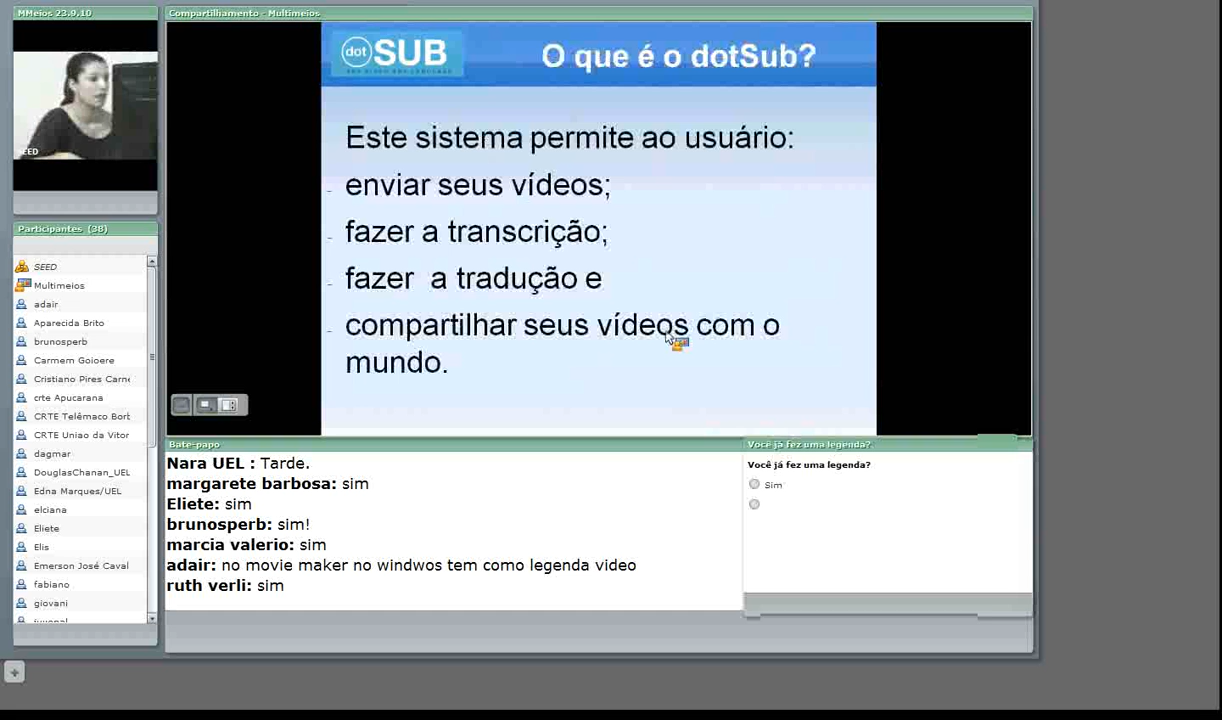 MMeios 23.9.10
SEED
Participantes (38)
SEED
Multimeios
adair
Aparecida Brito
brunosperb
Carmem Goioere
Cristiano Pires Carne
crte Apucarana
CRTE Telêmaco Borb
CRTE Uniao da Vitor
dagmar
DouglasChanan_UEL
Edna Marques/UEL
elciana
Eliete
Elis
Emerson José Caval
fabiano
giovani
Compartilhamento - Multimeios
dot SUB
O que é o dotSub?
Este sistema permite ao usuário:
- enviar seus vídeos;
- fazer a transcrição;
- fazer a tradução e
- compartilhar seus vídeos com o
mundo.
Bate-papo
Nara UEL : Tarde.
margarete barbosa: sim
Eliete: sim
brunosperb: sim!
marcia valerio: sim
adair: no movie maker no windwos tem como legenda video
ruth verli: sim
Você já fez uma legenda?
Você já fez uma legenda?
Sim